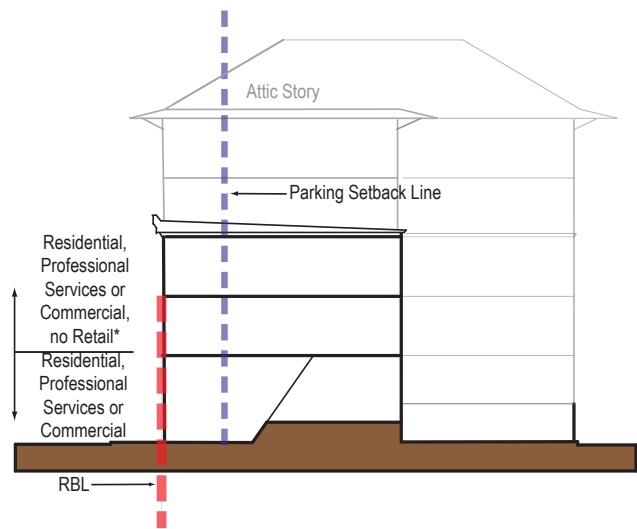 Attic Story
Parking Setback Line
Residential,
Professional
Services or
Commercial,
no Retail*
Residential,
Professional
Services or
Commercial
RBL